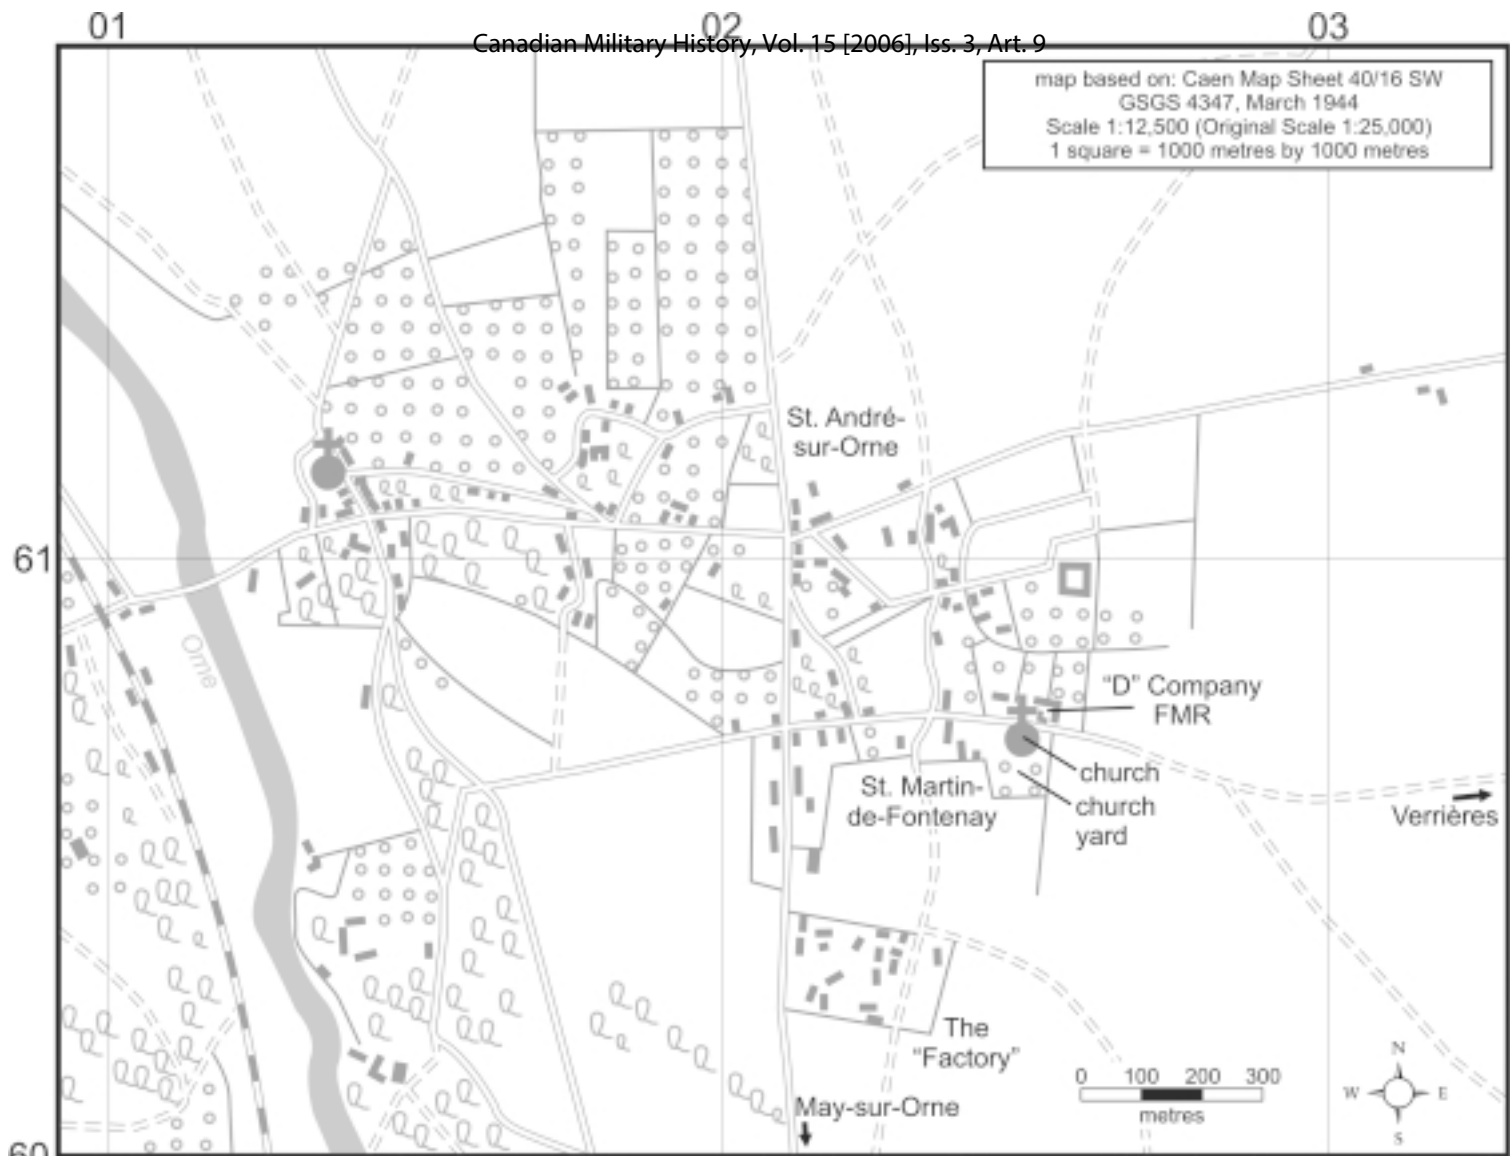 01
02
03
Canadian Military History, Vol. 15 [2006], Iss. 3, Art. 9
map based on: Caen Map Sheet 40/16 SW
GSGS 4347, March 1944
Scale 1:12,500 (Original Scale 1:25,000)
1 square = 1000 metres by 1000 metres
St. André-
sur-Orne
61
Orne
"D" Company
FMR
church
church
yard
St. Martin-
de-Fontenay
Verrières
The
"Factory"
May-sur-Orne
0 100 200 300
metres
N
W
E
S
60